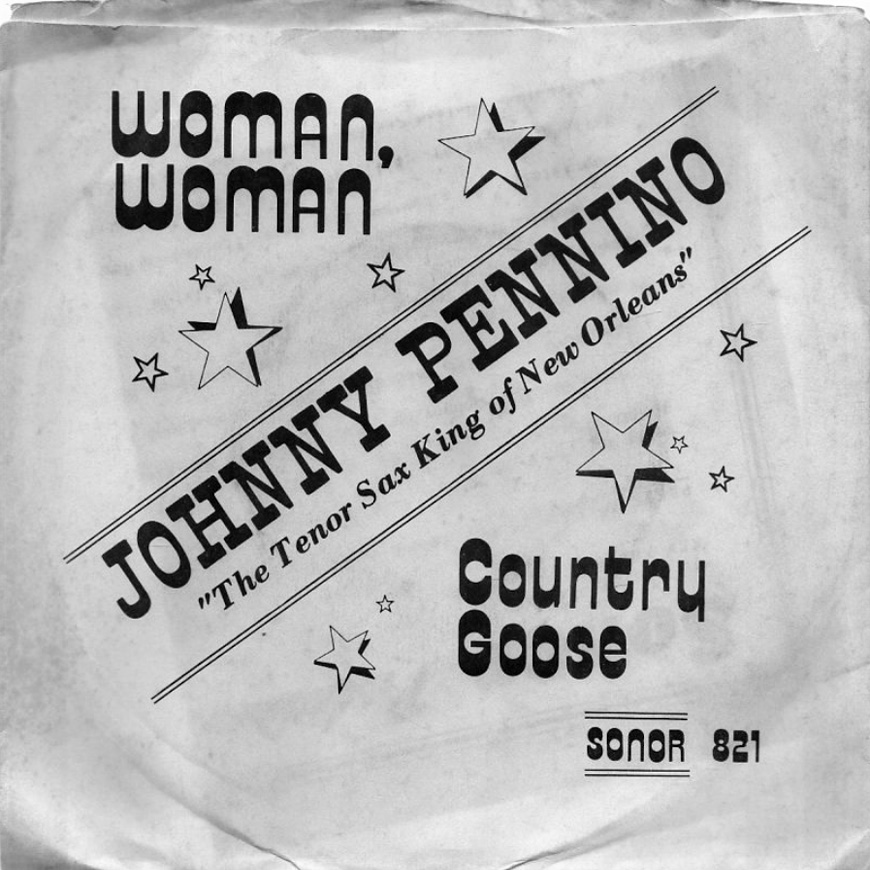 WOMAN,
WOMAN
JOHNNY PENNINO
"The Tenor Sax King of New Orleans"
Country
Goose
SONOR 821